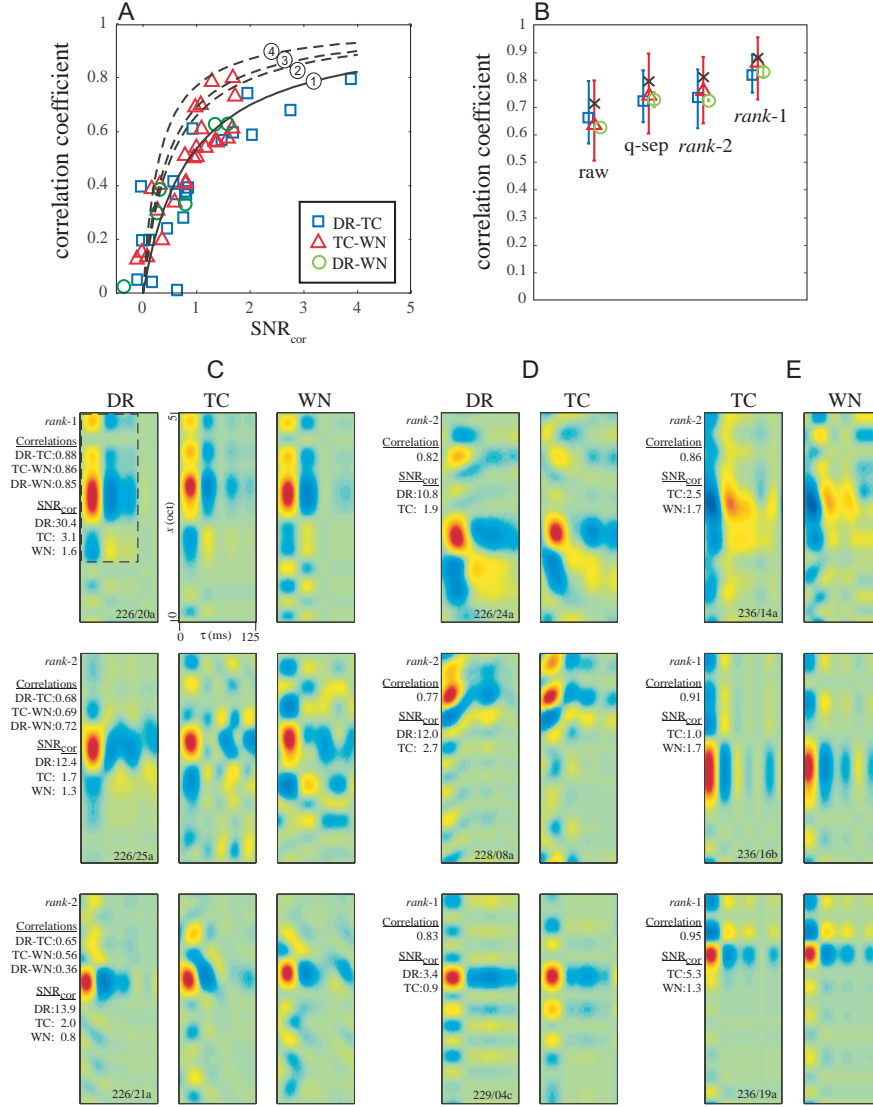 A
correlation coefficient
1
0.8
0.6
0.4
0.2
0
0 1 2 3 4 5
SNRcor
4
3
2
1
DR-TC
TC-WN
DR-WN
B
correlation coefficient
1
0.9
0.8
0.7
0.6
0.5
0.4
0.3
0.2
0.1
0
raw
q-sep
rank-2
rank-1
C
DR TC WN
rank-1
Correlations
DR-TC:0.88
TC-WN:0.86
DR-WN:0.85
SNRcor
DR:30.4
TC: 3.1
WN: 1.6
226/20a
5
x (oct)
0
0 τ (ms) 125
rank-2
Correlations
DR-TC:0.68
TC-WN:0.69
DR-WN:0.72
SNRcor
DR:12.4
TC: 1.7
WN: 1.3
226/25a
rank-2
Correlations
DR-TC:0.65
TC-WN:0.56
DR-WN:0.36
SNRcor
DR:13.9
TC: 2.0
WN: 0.8
226/21a
D
DR TC
rank-2
Correlation
0.82
SNRcor
DR:10.8
TC: 1.9
226/24a
rank-2
Correlation
0.77
SNRcor
DR:12.0
TC: 2.7
228/08a
rank-1
Correlation
0.83
SNRcor
DR:3.4
TC:0.9
229/04c
E
TC WN
rank-2
Correlation
0.86
SNRcor
TC:2.5
WN:1.7
236/14a
rank-1
Correlation
0.91
SNRcor
TC:1.0
WN:1.7
236/16b
rank-1
Correlation
0.95
SNRcor
TC:5.3
WN:1.3
236/19a